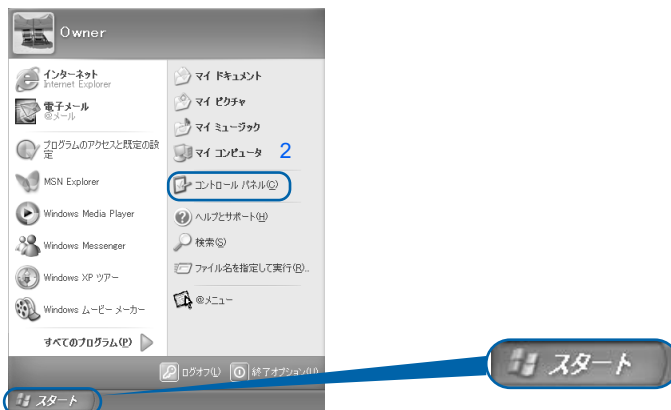 Owner
インターネット
Internet Explorer
電子メール
@メール
プログラムのアクセスと既定の設
定
MSN Explorer
Windows Media Player
Windows Messenger
Windows XP ツアー
Windows ムービー メーカー
すべてのプログラム(P)
マイ ドキュメント
マイ ピクチャ
マイ ミュージック
マイ コンピュータ
2
コントロール パネル(C)
ヘルプとサポート(H)
検索(S)
ファイル名を指定して実行(R)...
@メニュー
ログオフ(L)
終了オプション(U)
スタート
スタート